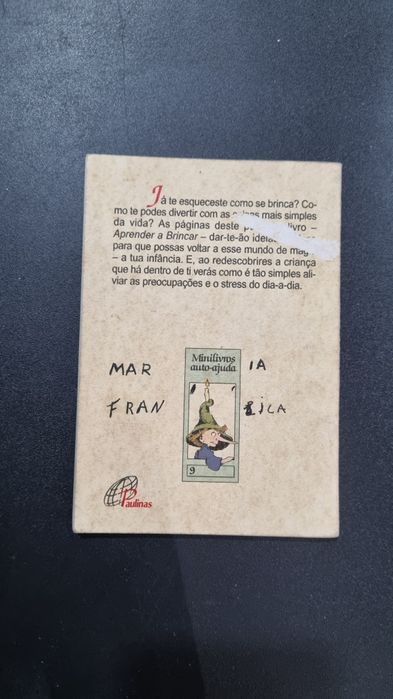 Já te esqueceste como se brinca? Co-
mo te podes divertir com as mais simples
da vida? As páginas deste
Aprender a Brincar – dar-te-ão
para que possas voltar a esse mundo de
– a tua infância. E, ao redescobrires a criança
que há dentro de ti verás como é tão simples ali-
viar as preocupações e o stress do dia-a-dia.
Minilivros
auto-ajuda
MAR IA
FRAN
9
Paulinas